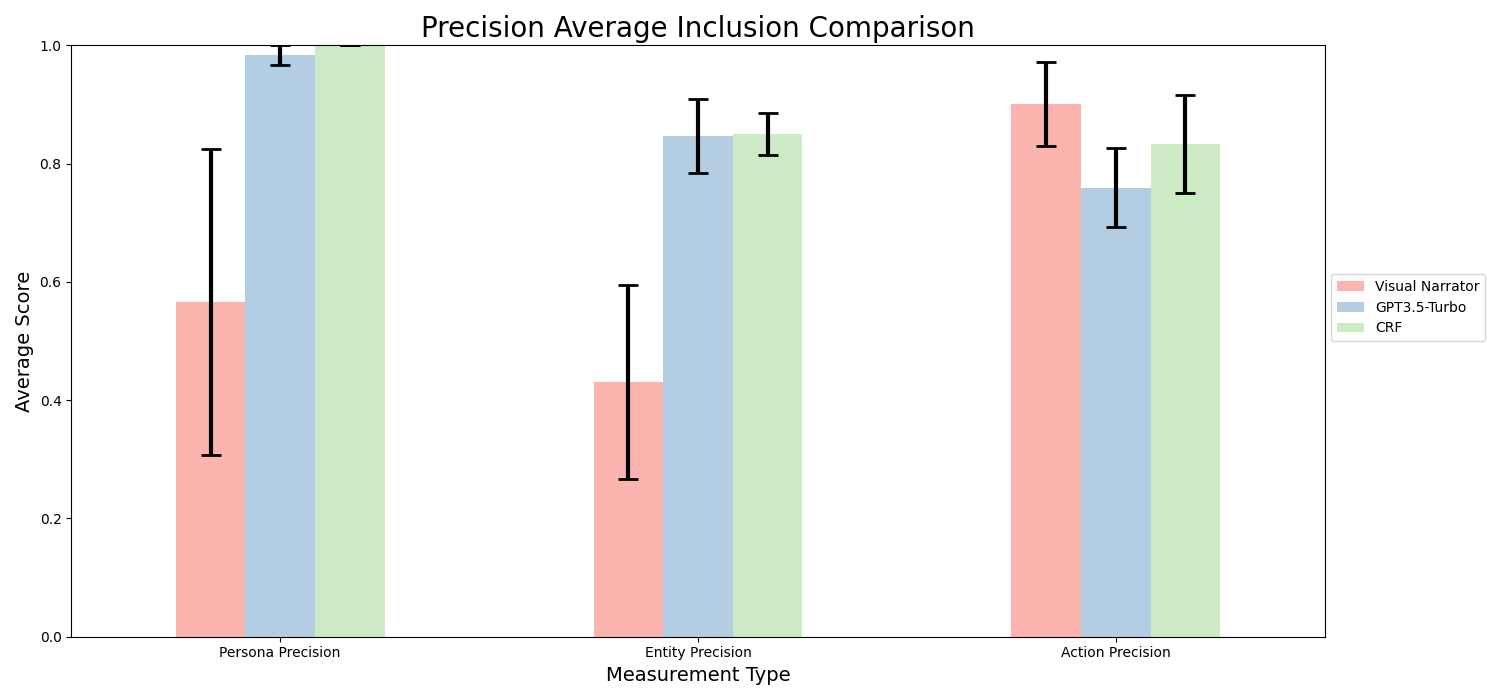 Precision Average Inclusion Comparison
1.0
0.8
0.6
0.4
0.2
0.0
Average Score
Persona Precision
Entity Precision
Action Precision
Measurement Type
Visual Narrator
GPT3.5-Turbo
CRF